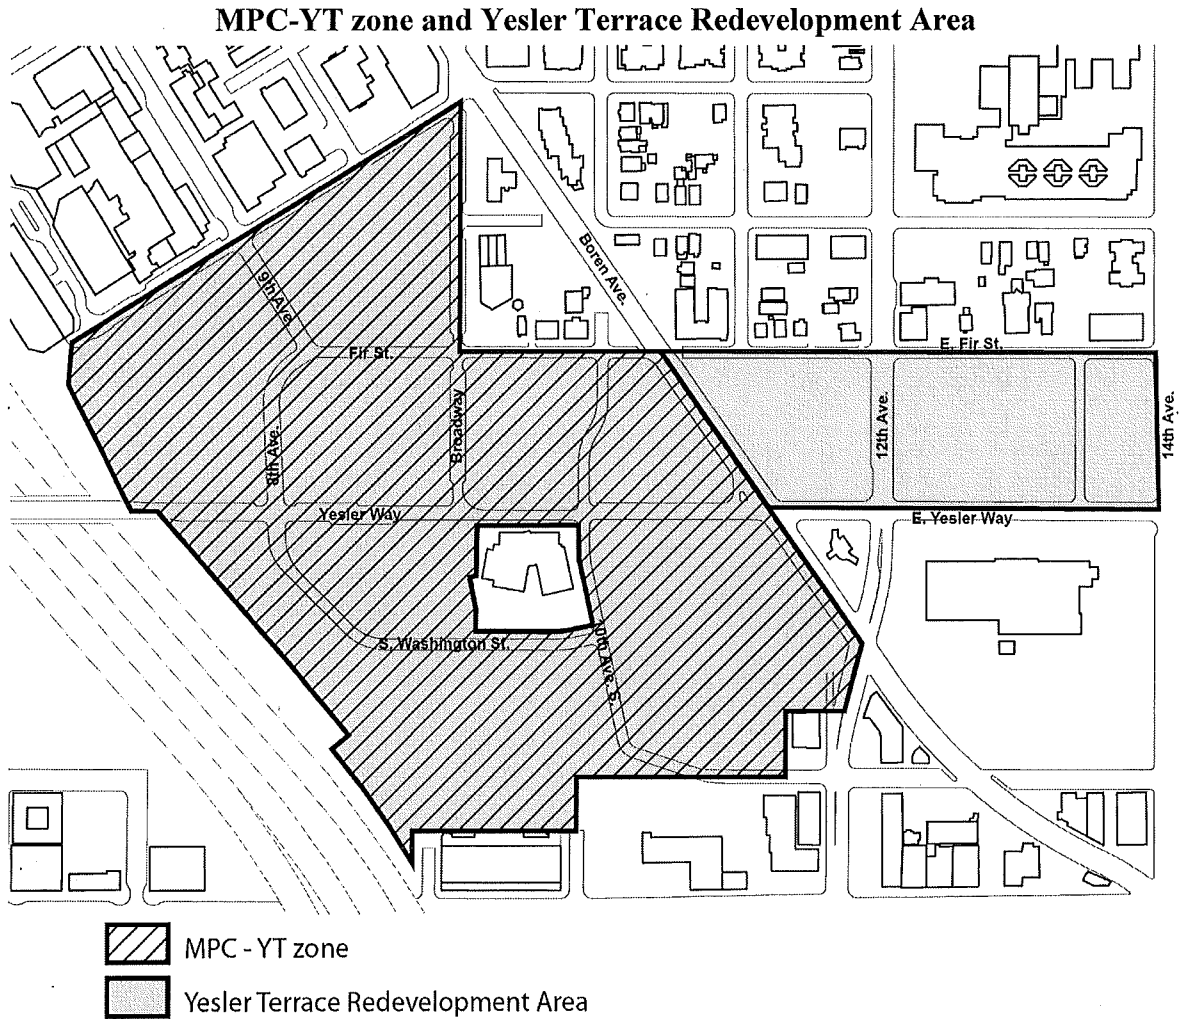 MPC-YT zone and Yesler Terrace Redevelopment Area
Boren Ave.
9th Ave.
Fir St.
E. Fir St.
Broadway
8th Ave.
12th Ave.
14th Ave.
Yesler Way
E. Yesler Way
S. Washington St.
10th Ave. S.
MPC - YT zone
Yesler Terrace Redevelopment Area